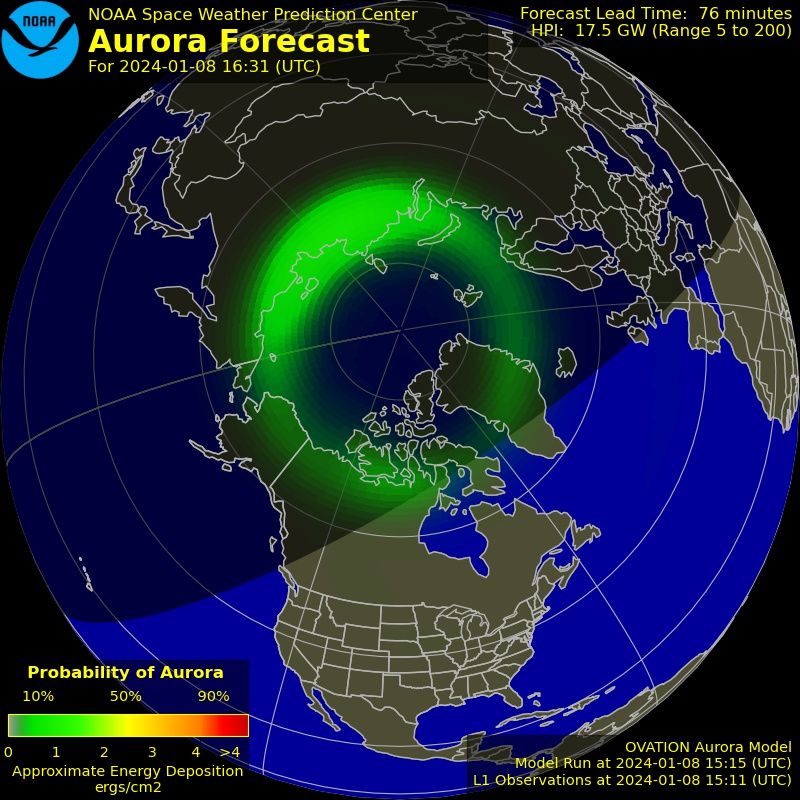 NOAA
NOAA Space Weather Prediction Center
Aurora Forecast
For 2024-01-08 16:31 (UTC)
Forecast Lead Time: 76 minutes
HPI: 17.5 GW (Range 5 to 200)
Probability of Aurora
10% 50% 90%
0 1 2 3 4 >4
Approximate Energy Deposition
ergs/cm2
OVATION Aurora Model
Model Run at 2024-01-08 15:15 (UTC)
L1 Observations at 2024-01-08 15:11 (UTC)